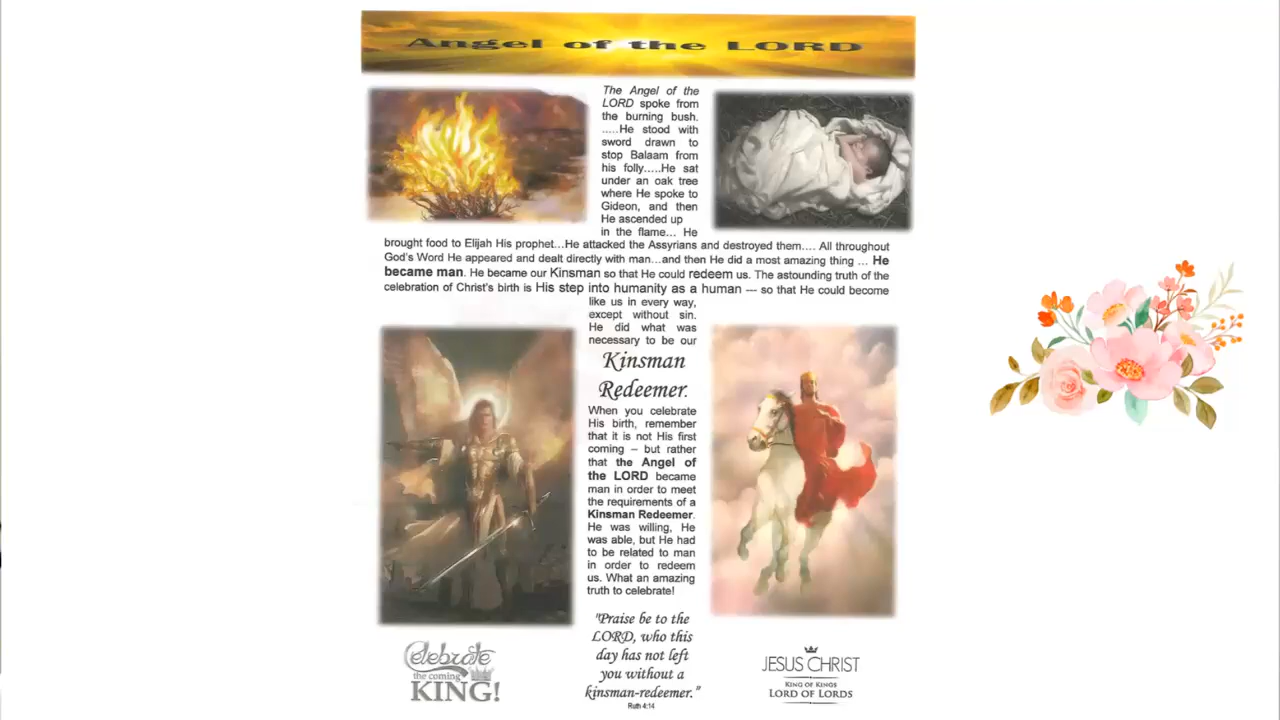 Angel of the LORD
The Angel of the
LORD spoke from
the burning bush.
.....He stood with
sword drawn to
stop Balaam from
his folly.....He sat
under an oak tree
where He spoke to
Gideon, and then
He ascended up
in the flame... He
brought food to Elijah His prophet...He attacked the Assyrians and destroyed them.... All throughout
God's Word He appeared and dealt directly with man...and then He did a most amazing thing ... He
became man. He became our Kinsman so that He could redeem us. The astounding truth of the
celebration of Christ's birth is His step into humanity as a human — so that He could become
like us in every way,
except without sin.
He did what was
necessary to be our
Kinsman
Redeemer.
When you celebrate
His birth, remember
that it is not His first
coming – but rather
that the Angel of
the LORD became
man in order to meet
the requirements of a
Kinsman Redeemer.
He was willing, He
was able, but He had
to be related to man
in order to redeem
us. What an amazing
truth to celebrate!
"Praise be to the
LORD, who this
day has not left
you without a
kinsman-redeemer."
Ruth 4:14
Celebrate
the coming
KING!
JESUS CHRIST
KING OF KINGS
LORD OF LORDS